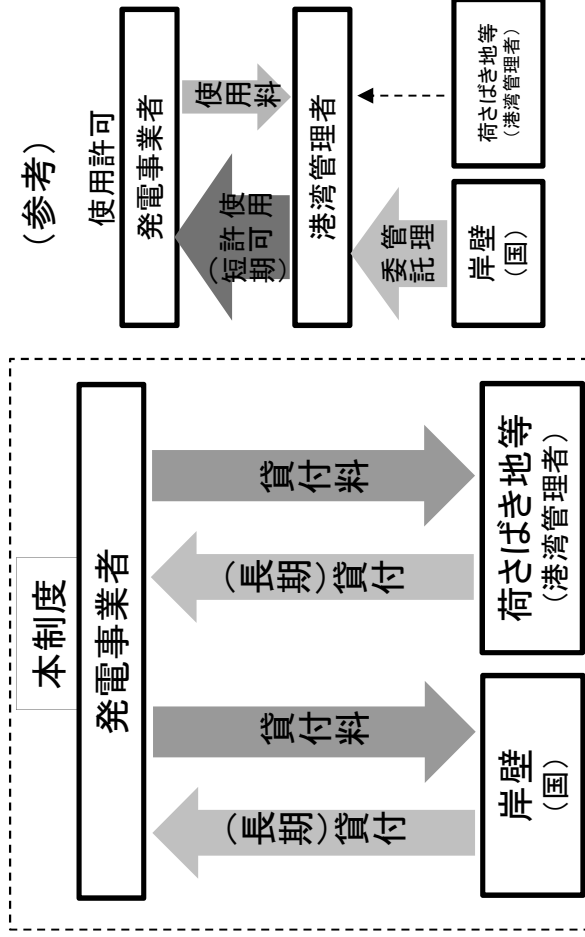 本制度
発電事業者
(長期)貸付
貸付料
(長期)貸付
貸付料
岸壁
(国)
荷さばき地等
(港湾管理者)
(参考)
使用許可
発電事業者
使用許可
(短期)
使用料
港湾管理者
管理
委託
岸壁
(国)
荷さばき地等
(港湾管理者)